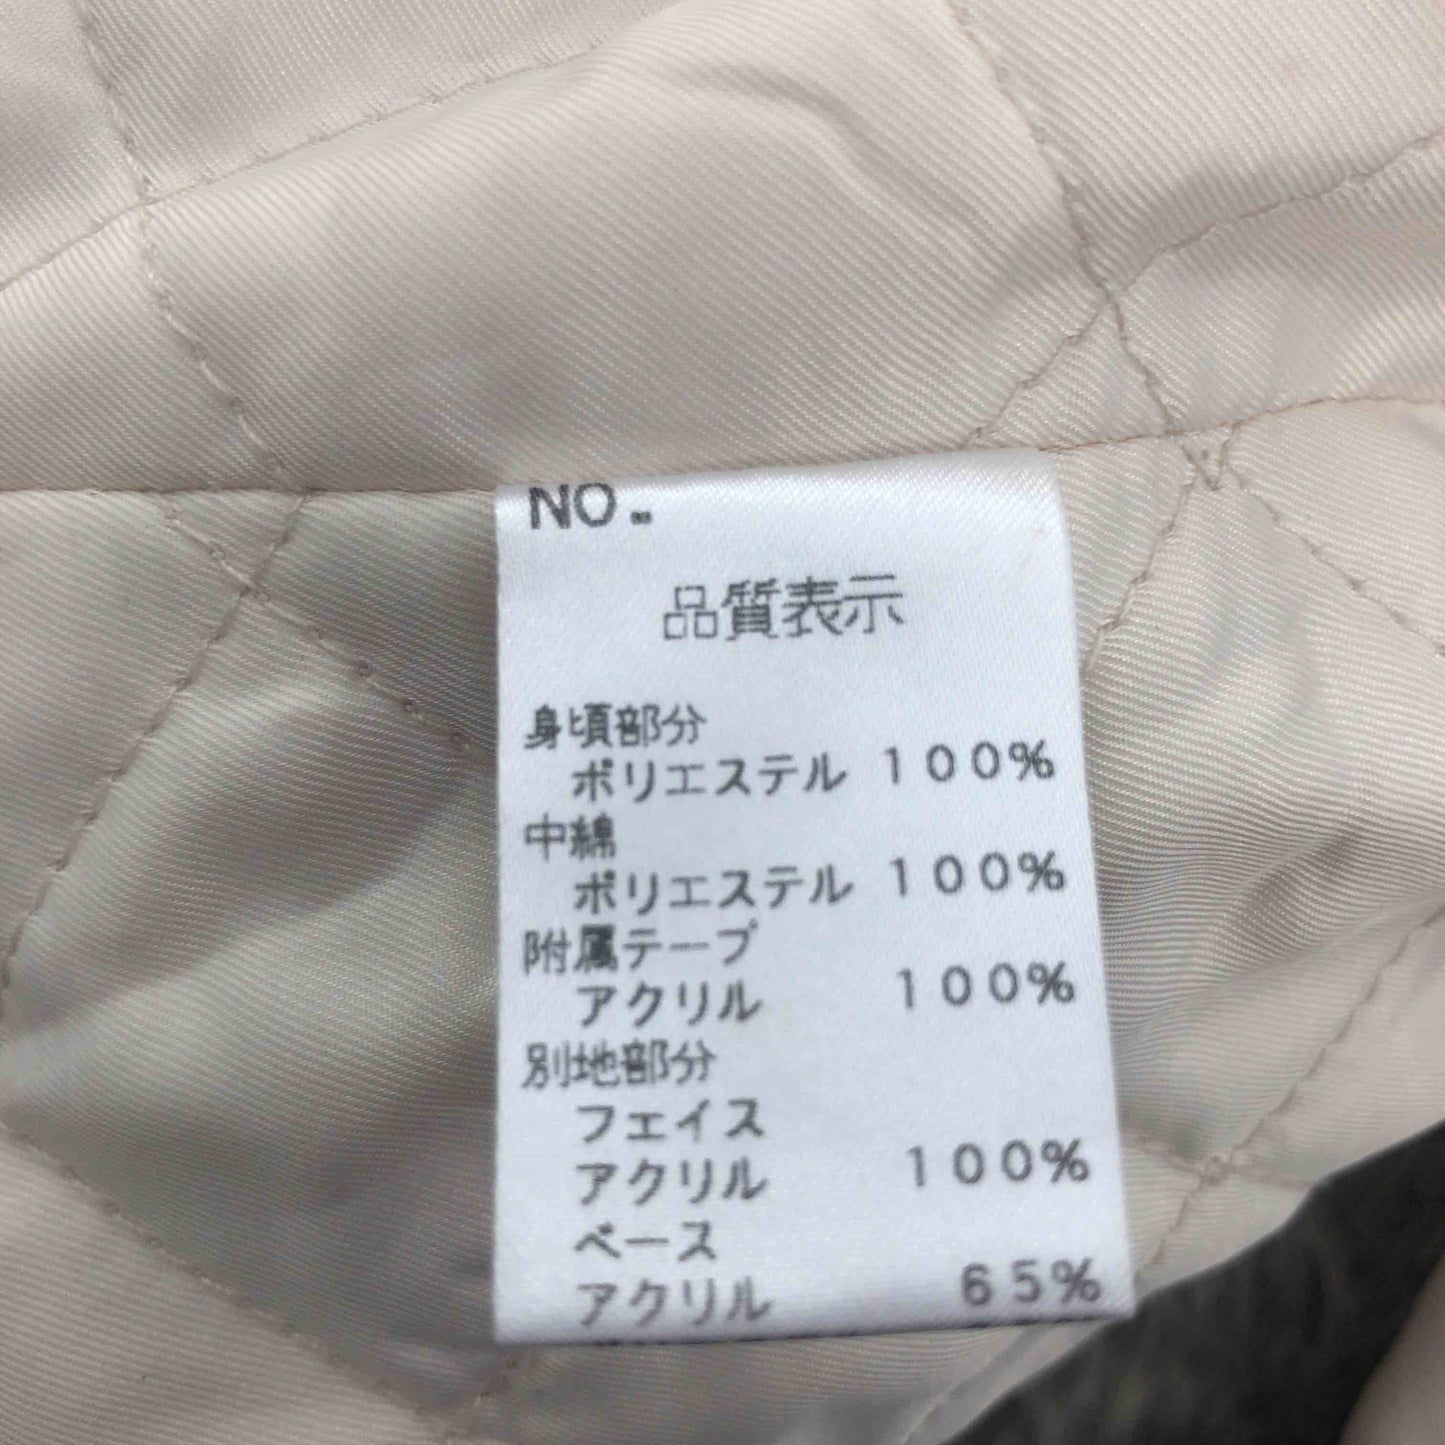 NO.
品質表示
身頃部分
ポリエステル 100%
中綿
ポリエステル 100%
附属テープ
アクリル 100%
別地部分
フェイス
アクリル 100%
ベース
アクリル 65%